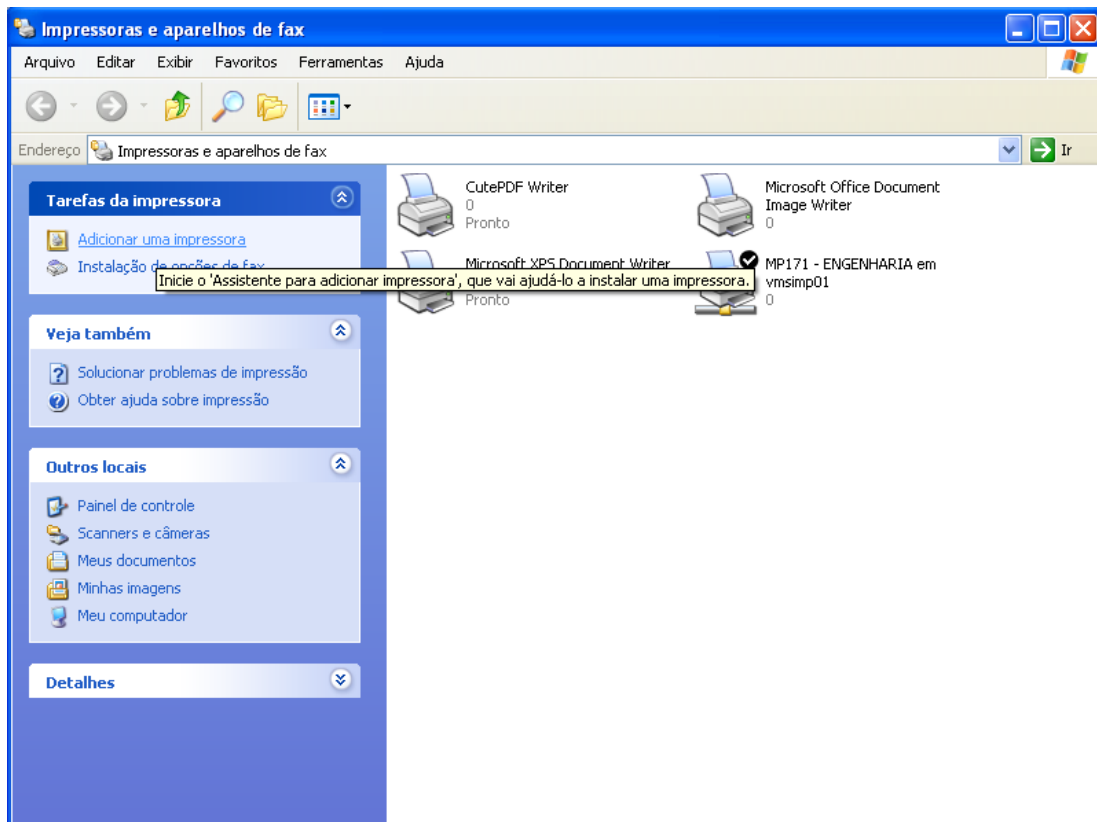 Impressoras e aparelhos de fax
Arquivo Editar Exibir Favoritos Ferramentas Ajuda
Endereço Impressoras e aparelhos de fax Ir
Tarefas da impressora
Adicionar uma impressora
Instalação de opções de fax
Inicie o 'Assistente para adicionar impressora', que vai ajudá-lo a instalar uma impressora.
Veja também
Solucionar problemas de impressão
Obter ajuda sobre impressão
Outros locais
Painel de controle
Scanners e câmeras
Meus documentos
Minhas imagens
Meu computador
Detalhes
CutePDF Writer
0
Pronto
Microsoft Office Document
Image Writer
0
Microsoft XPS Document Writer
Pronto
MP171 - ENGENHARIA em
vmsimp01
0